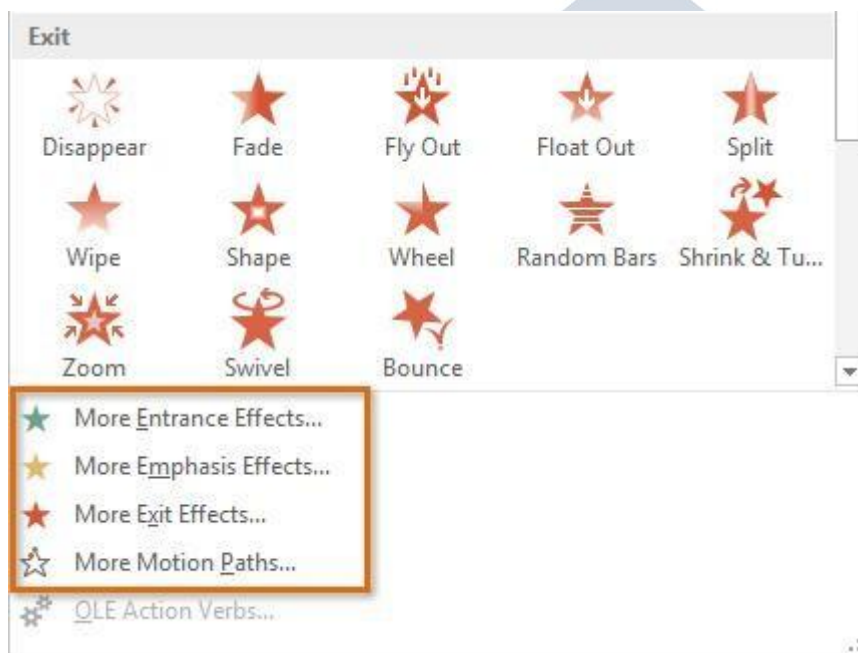 Exit
Disappear Fade Fly Out Float Out Split
Wipe Shape Wheel Random Bars Shrink & Tu...
Zoom Swivel Bounce
More Entrance Effects...
More Emphasis Effects...
More Exit Effects...
More Motion Paths...
OLE Action Verbs...